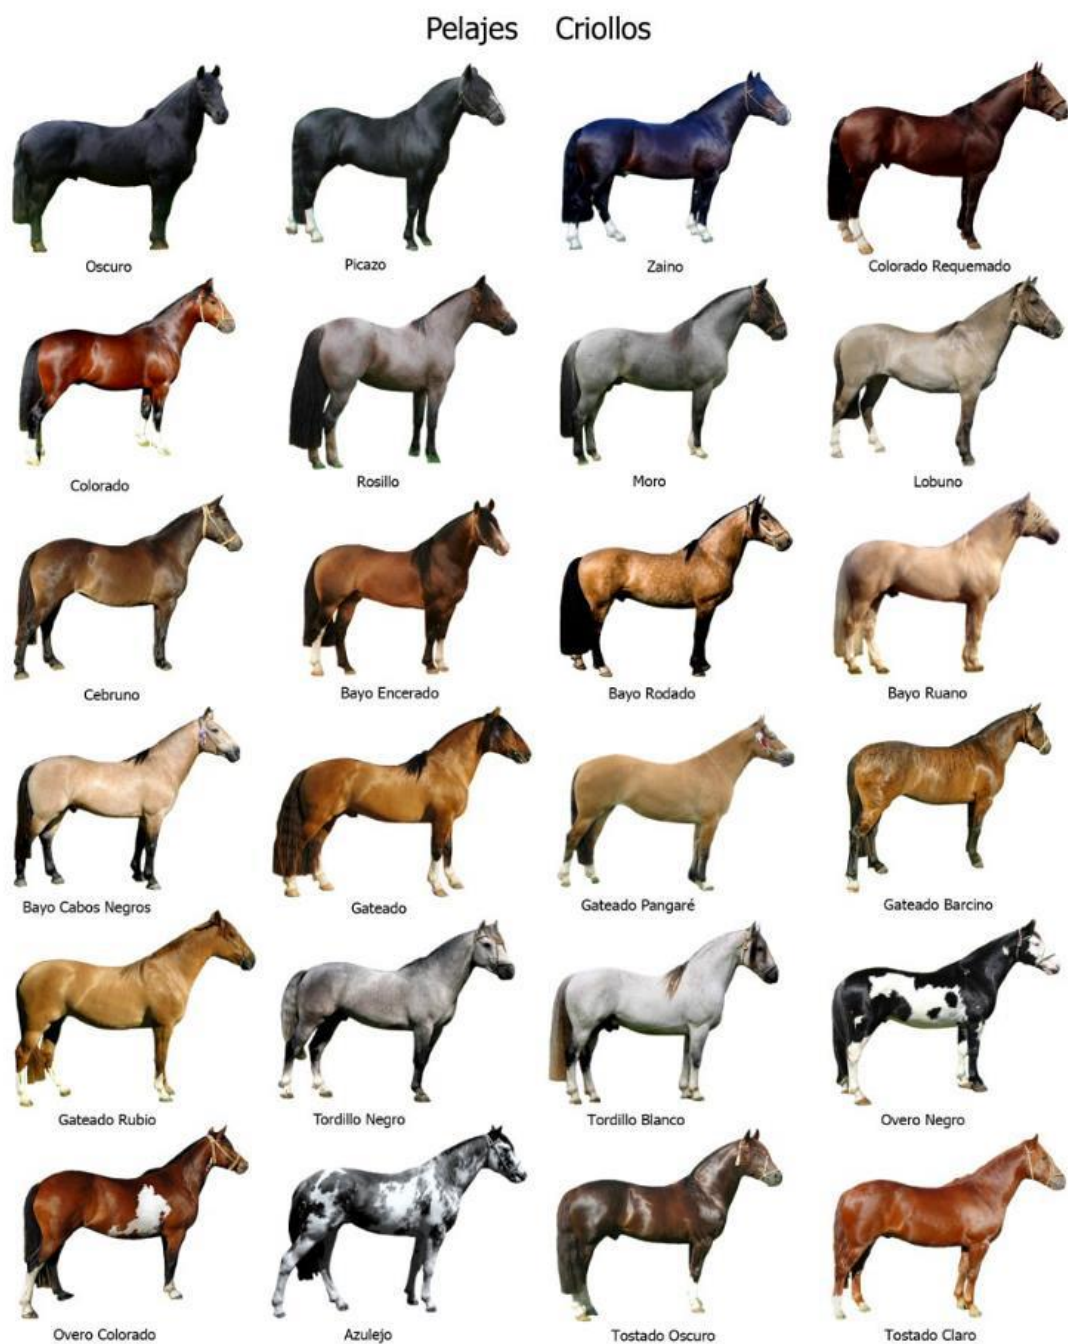 Pelajes Criollos
Oscuro
Picazo
Zaino
Colorado Requemado
Colorado
Rosillo
Moro
Lobuno
Cebruno
Bayo Encerado
Bayo Rodado
Bayo Ruano
Bayo Cabos Negros
Gateado
Gateado Pangaré
Gateado Barcino
Gateado Rubio
Tordillo Negro
Tordillo Blanco
Overo Negro
Overo Colorado
Azulejo
Tostado Oscuro
Tostado Claro